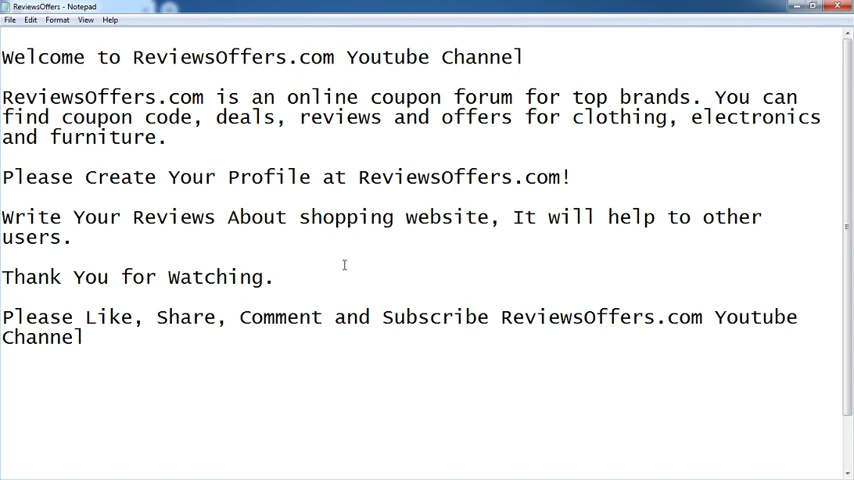 ReviewsOffers - Notepad
File Edit Format View Help
Welcome to ReviewsOffers.com Youtube Channel
ReviewsOffers.com is an online coupon forum for top brands. You can
find coupon code, deals, reviews and offers for clothing, electronics
and furniture.
Please Create Your Profile at ReviewsOffers.com!
Write Your Reviews About shopping website, It will help to other
users.
Thank You for Watching.
Please Like, Share, Comment and Subscribe ReviewsOffers.com Youtube
Channel